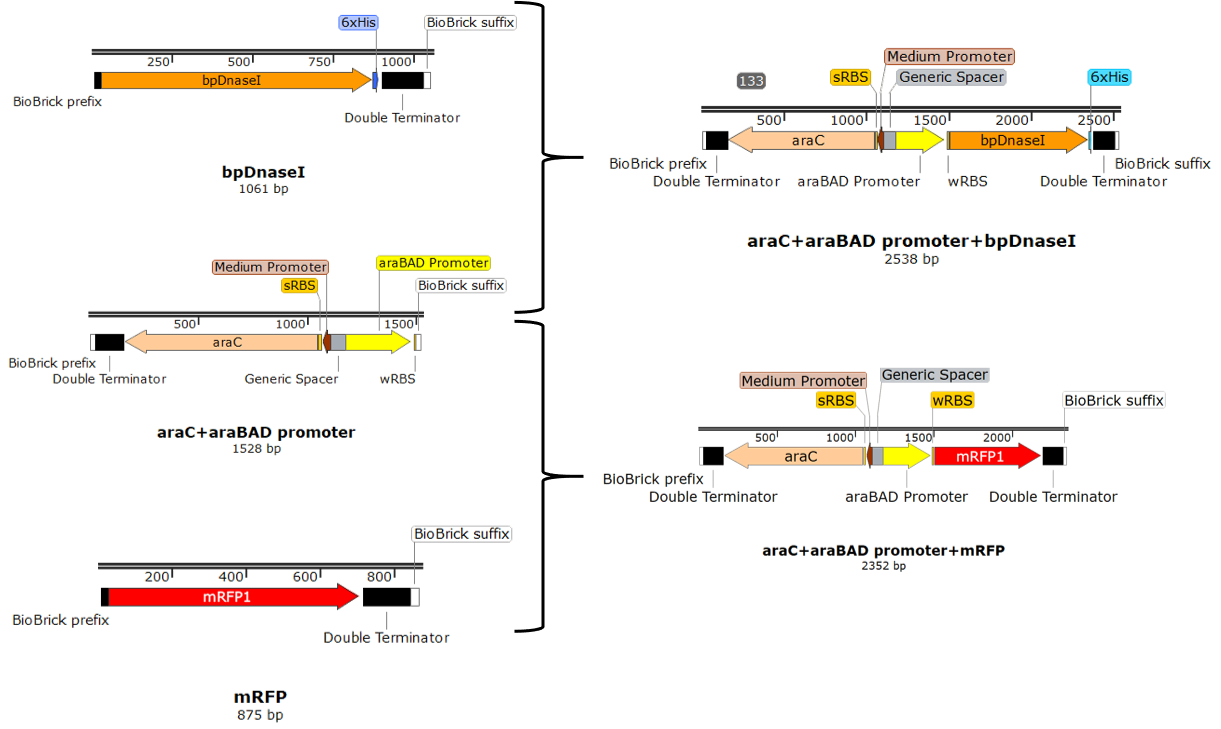 6xHis
BioBrick suffix
250
500
750
1000
bpDnaseI
BioBrick prefix
Double Terminator
bpDnaseI
1061 bp
araBAD Promoter
Medium Promoter
sRBS
BioBrick suffix
500
1000
1500
araC
BioBrick prefix
Double Terminator
Generic Spacer
wRBS
araC+araBAD promoter
1528 bp
BioBrick suffix
200
400
600
800
mRFP1
BioBrick prefix
Double Terminator
mRFP
875 bp
Medium Promoter
133
sRBS
Generic Spacer
6xHis
500
1000
1500
2000
2500
araC
bpDnaseI
BioBrick prefix
BioBrick suffix
Double Terminator
araBAD Promoter
wRBS
Double Terminator
araC+araBAD promoter+bpDnaseI
2538 bp
Generic Spacer
Medium Promoter
sRBS
wRBS
BioBrick suffix
500
1000
1500
2000
araC
mRFP1
BioBrick prefix
Double Terminator
araBAD Promoter
Double Terminator
araC+araBAD promoter+mRFP
2352 bp